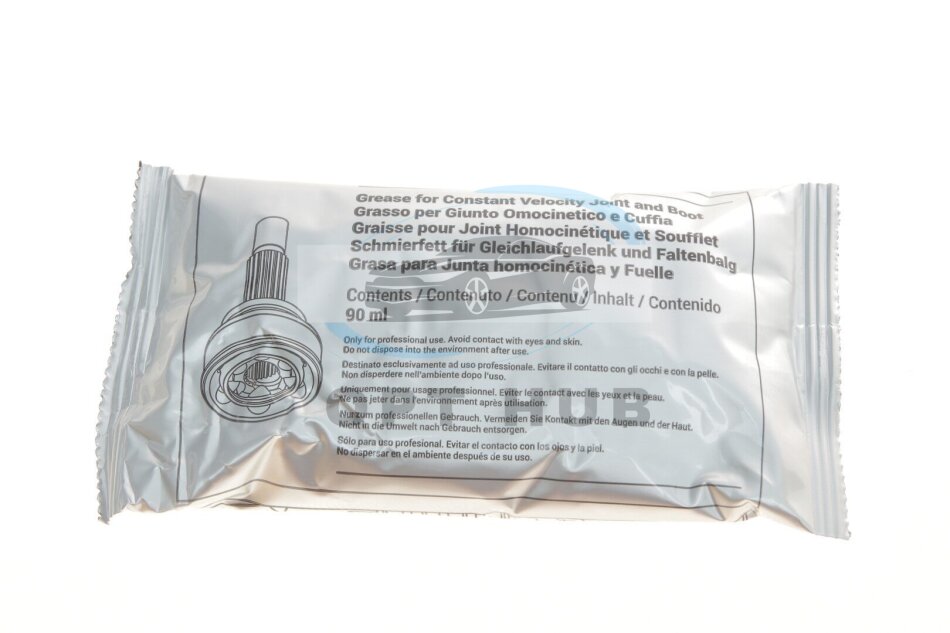 Grease for Constant Velocity Joint and Boot
Grasso per Giunto Omocinetico e Cuffia
Graisse pour Joint Homocinétique et Soufflet
Schmierfett für Gleichlaufgelenk und Faltenbalg
Grasa para Junta homocinética y Fuelle
Contents / Contenuto / Contenu / Inhalt / Contenido
90 ml
Only for professional use. Avoid contact with eyes and skin.
Do not dispose into the environment after use.
Destinato esclusivamente ad uso professionale. Evitare il contatto con gli occhi e con la pelle.
Non disperdere nell'ambiente dopo l'uso.
Uniquement pour usage professionnel. Eviter le contact avec les yeux et la peau.
Ne pas jeter dans l'environnement après utilisation.
OPT HUB
Nur zum professionellen Gebrauch. Vermeiden Sie Kontakt mit den Augen und der Haut.
Nicht in die Umwelt nach Gebrauch entsorgen.
Sólo para uso profesional. Evitar el contacto con los ojos y la piel.
No dispersar en el ambiente después de su uso.